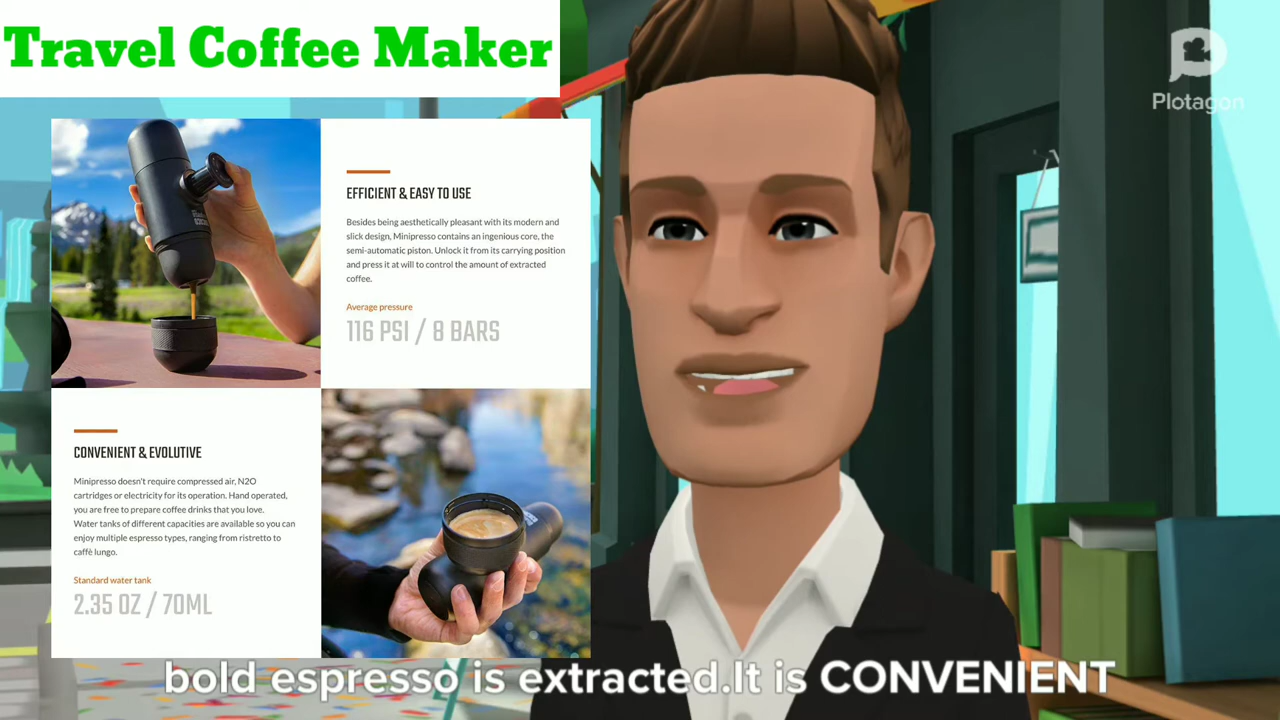 Travel Coffee Maker
Plotagon
EFFICIENT & EASY TO USE
Besides being aesthetically pleasant with its modern and
slick design, Minipresso contains an ingenious core, the
semi-automatic piston. Unlock it from its carrying position
and press it at will to control the amount of extracted
coffee.
Average pressure
116 PSI / 8 BARS
CONVENIENT & EVOLUTIVE
Minipresso doesn't require compressed air, N2O
cartridges or electricity for its operation. Hand operated,
you are free to prepare coffee drinks that you love.
Water tanks of different capacities are available so you can
enjoy multiple espresso types, ranging from ristretto to
caffè lungo.
Standard water tank
2.35 OZ / 70ML
bold espresso is extracted.It is CONVENIENT